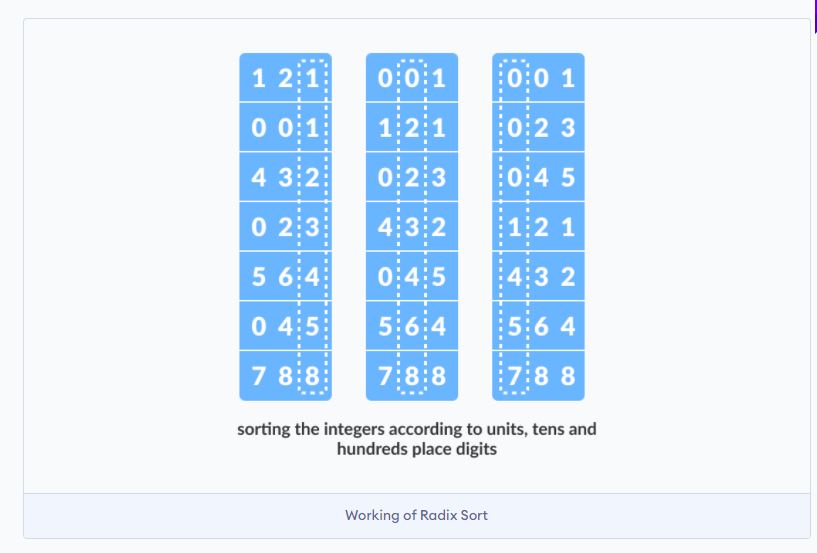 1 2 1 0 0 1 0 0 1
0 0 1 1 2 1 0 2 3
4 3 2 0 2 3 0 4 5
0 2 3 4 3 2 1 2 1
5 6 4 0 4 5 4 3 2
0 4 5 5 6 4 5 6 4
7 8 8 7 8 8 7 8 8
sorting the integers according to units, tens and
hundreds place digits
Working of Radix Sort